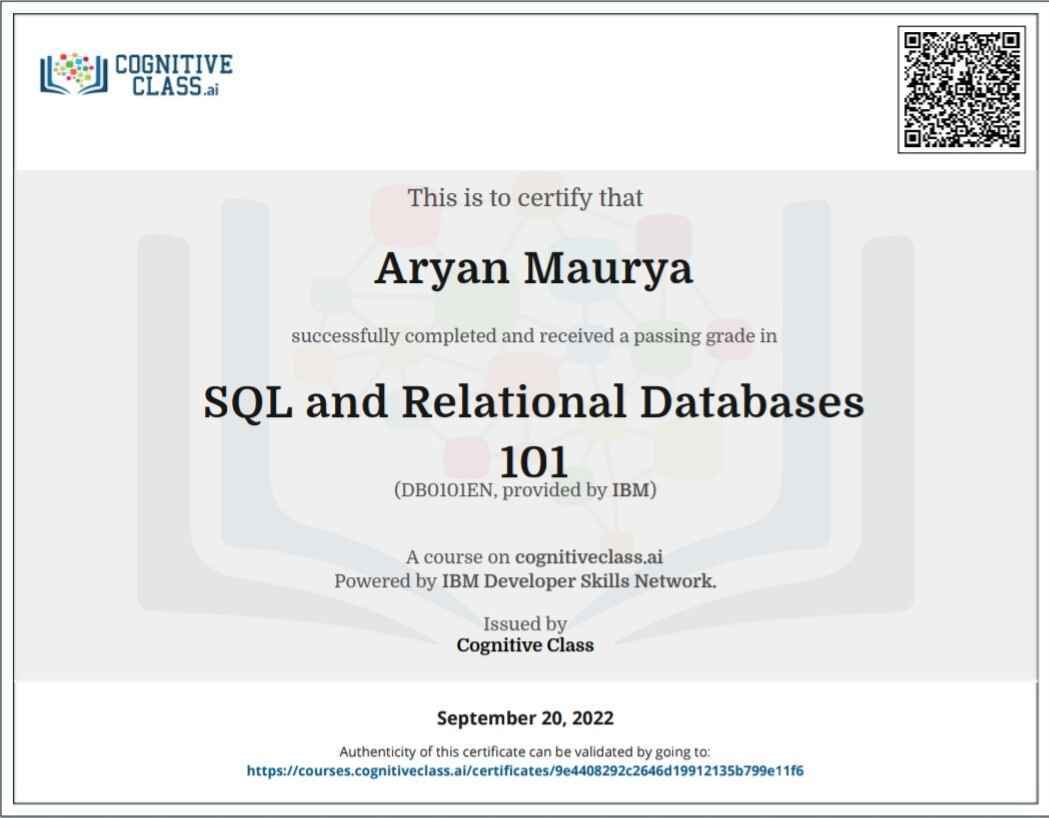 COGNITIVE
CLASS.ai
This is to certify that
Aryan Maurya
successfully completed and received a passing grade in
SQL and Relational Databases
101
(DB0101EN, provided by IBM)
A course on cognitiveclass.ai
Powered by IBM Developer Skills Network.
Issued by
Cognitive Class
September 20, 2022
Authenticity of this certificate can be validated by going to:
https://courses.cognitiveclass.ai/certificates/9e4408292c2646d19912135b799e11f6